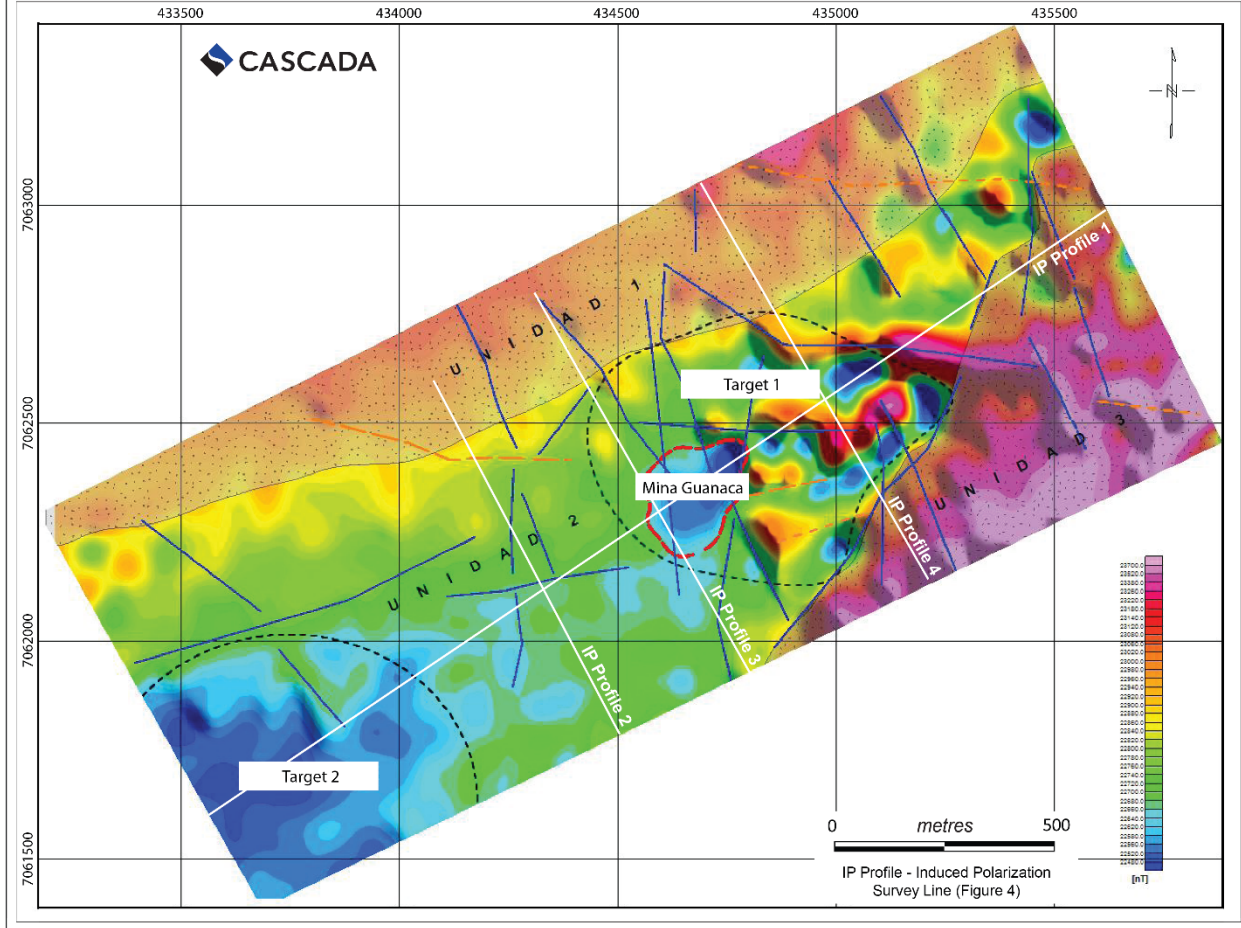 433500
434000
434500
435000
435500
CASCADA
N
7063000
7062500
7062000
7061500
UNIDAD 1
UNIDAD 2
UNIDAD 3
IP Profile 1
Target 1
Mina Guanaca
IP Profile 4
IP Profile 3
IP Profile 2
Target 2
0 metres 500
IP Profile - Induced Polarization
Survey Line (Figure 4)
[nT]